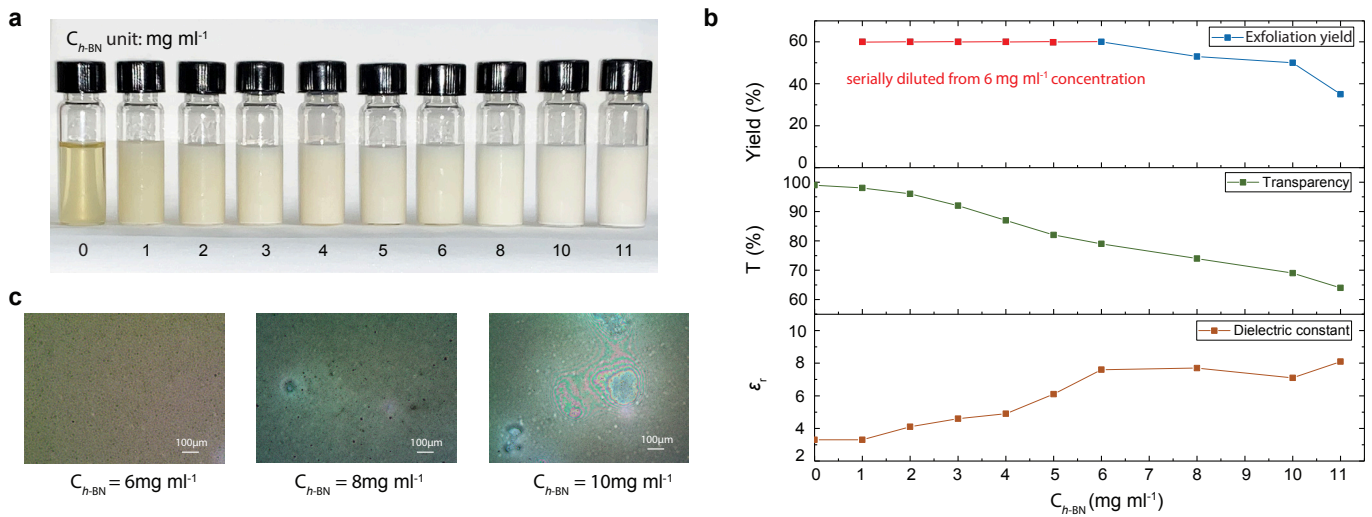 a
C h-BN unit: mg ml-1
0 1 2 3 4 5 6 8 10 11
c
100μm
100μm
100μm
C h-BN = 6mg ml-1
C h-BN = 8mg ml-1
C h-BN = 10mg ml-1
b
Yield (%)
80
60
40
20
0
Exfoliation yield
serially diluted from 6 mg ml-1 concentration
T (%)
100
90
80
70
60
Transparency
εr
8
6
4
2
Dielectric constant
0 1 2 3 4 5 6 7 8 9 10 11
C h-BN (mg ml-1)